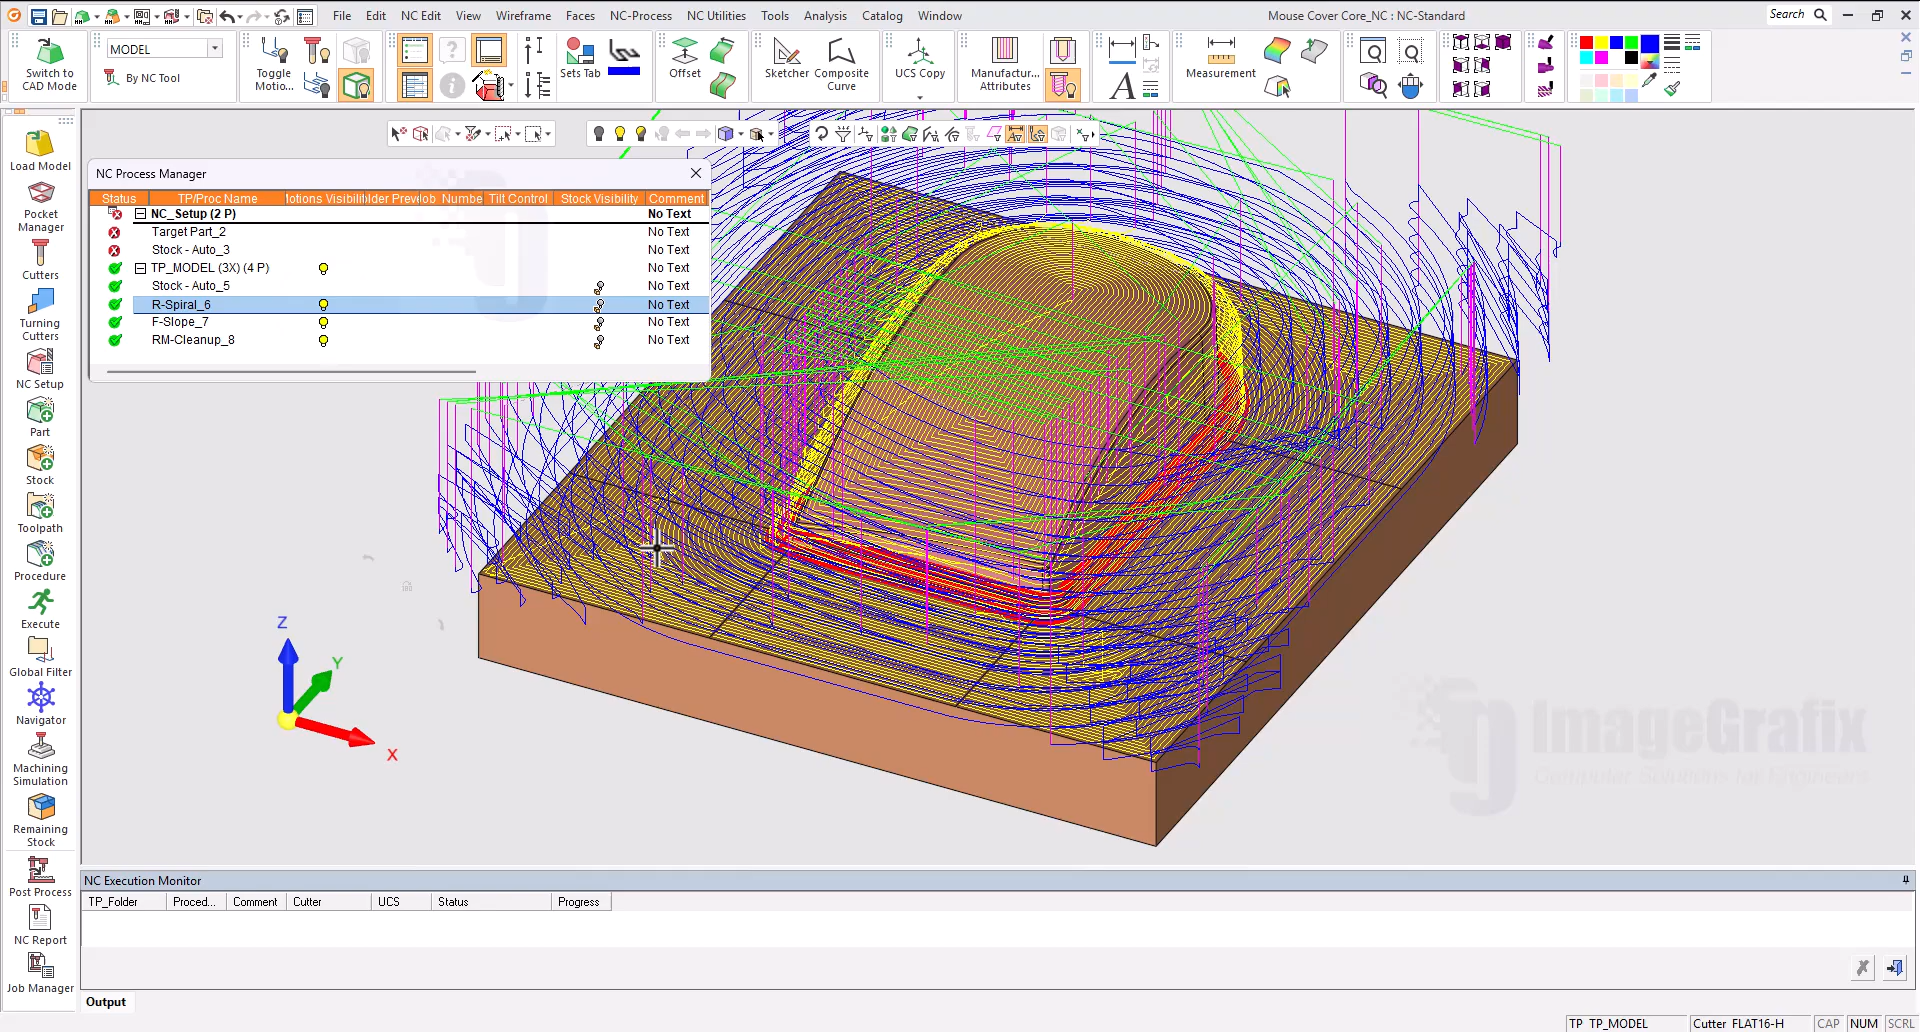 File Edit NC Edit View Wireframe Faces NC-Process NC Utilities Tools Analysis Catalog Window
Mouse Cover Core_NC : NC-Standard
Search
Switch to CAD Mode
MODEL
By NC Tool
Toggle Motio...
Sets Tab
Offset
Sketcher
Composite Curve
UCS Copy
Manufactur... Attributes
Measurement
Load Model
Pocket Manager
Cutters
Turning Cutters
NC Setup
Part
Stock
Toolpath
Procedure
Execute
Global Filter
Navigator
Machining Simulation
Remaining Stock
Post Process
NC Report
Job Manager
NC Process Manager
Status TP/Proc Name Tilt Control Stock Visibility Comment
NC_Setup (2 P) No Text
Target Part_2 No Text
Stock - Auto_3 No Text
TP_MODEL (3X) (4 P) No Text
Stock - Auto_5 No Text
R-Spiral_6 No Text
F-Slope_7 No Text
RM-Cleanup_8 No Text
Z
Y
X
ImageGrafix
Computer Solutions for Engineers
NC Execution Monitor
TP_Folder Proced... Comment Cutter UCS Status Progress
Output
TP TP_MODEL Cutter FLAT16-H CAP NUM SCRL